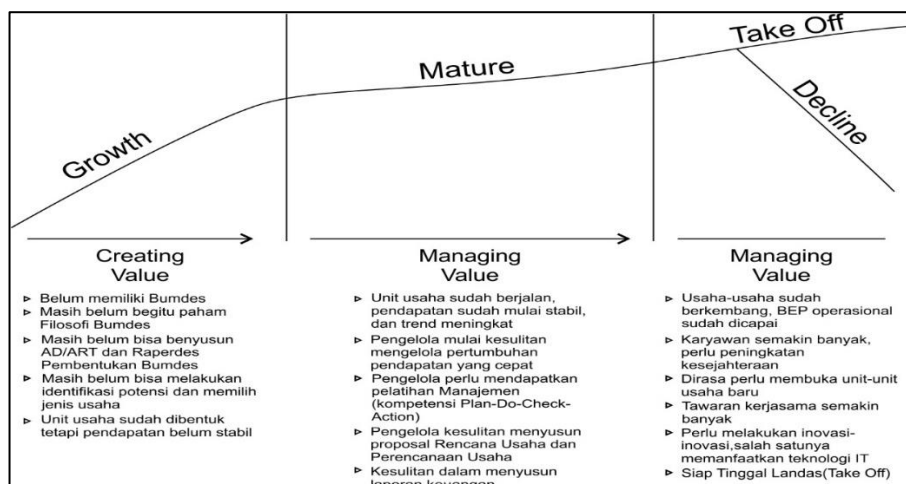 Growth
Mature
Take Off
Decline
Creating
Value
Belum memiliki Bumdes
Masih belum begitu paham
Filosofi Bumdes
Masih belum bisa benyusun
AD/ART dan Raperdes
Pembentukan Bumdes
Masih belum bisa melakukan
identifikasi potensi dan memilih
jenis usaha
Unit usaha sudah dibentuk
tetapi pendapatan belum stabil
Managing
Value
Unit usaha sudah berjalan,
pendapatan sudah mulai stabil,
dan trend meningkat
Pengelola mulai kesulitan
mengelola pertumbuhan
pendapatan yang cepat
Pengelola perlu mendapatkan
pelatihan Manajemen
(kompetensi Plan-Do-Check-
Action)
Pengelola kesulitan menyusun
proposal Rencana Usaha dan
Perencanaan Usaha
Kesulitan dalam menyusun
laporan keuangan
Managing
Value
Usaha-usaha sudah
berkembang, BEP operasional
sudah dicapai
Karyawan semakin banyak,
perlu peningkatan
kesejahteraan
Dirasa perlu membuka unit-unit
usaha baru
Tawaran kerjasama semakin
banyak
Perlu melakukan inovasi-
inovasi,salah satunya
memanfaatkan teknologi IT
Siap Tinggal Landas(Take Off)